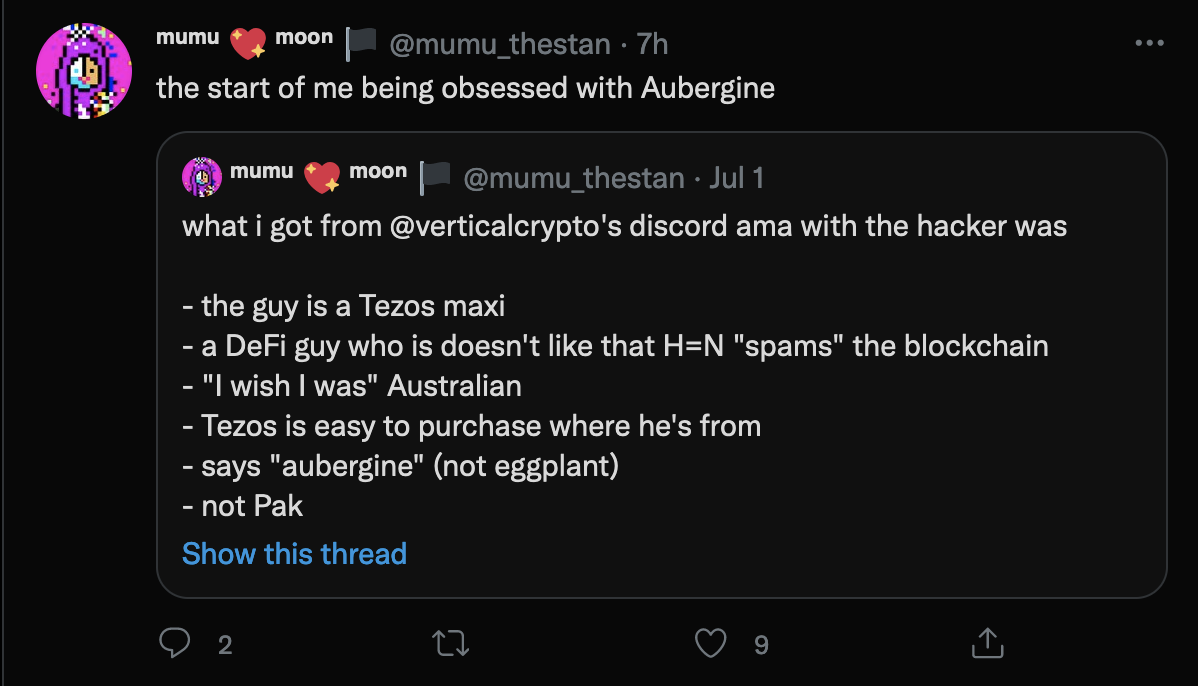 mumu 💖 moon 🏴 @mumu_thestan · 7h
the start of me being obsessed with Aubergine
mumu 💖 moon 🏴 @mumu_thestan · Jul 1
what i got from @verticalcrypto's discord ama with the hacker was
- the guy is a Tezos maxi
- a DeFi guy who is doesn't like that H=N "spams" the blockchain
- "I wish I was" Australian
- Tezos is easy to purchase where he's from
- says "aubergine" (not eggplant)
- not Pak
Show this thread
2 9